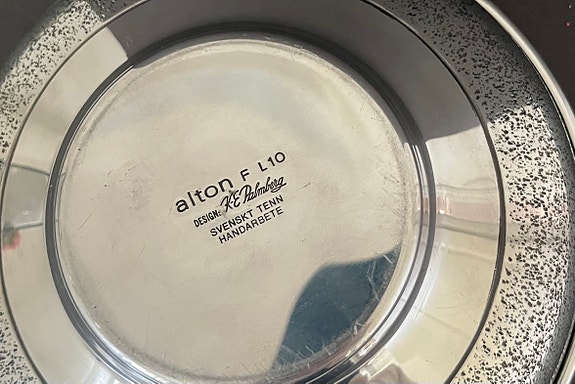 alton F L10
DESIGN: K-E Palmberg
SVENSKT TENN
HANDARBETE